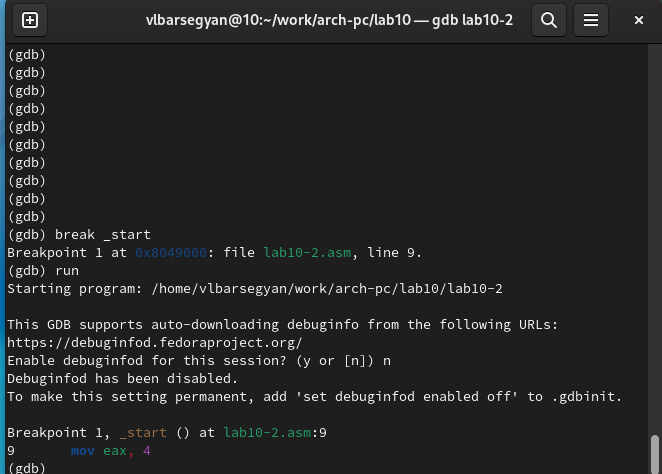 vlbarsegyan@10:~/work/arch-pc/lab10 — gdb lab10-2
(gdb)
(gdb)
(gdb)
(gdb)
(gdb)
(gdb)
(gdb)
(gdb)
(gdb)
(gdb)
(gdb) break _start
Breakpoint 1 at 0x8049000: file lab10-2.asm, line 9.
(gdb) run
Starting program: /home/vlbarsegyan/work/arch-pc/lab10/lab10-2

This GDB supports auto-downloading debuginfo from the following URLs:
https://debuginfod.fedoraproject.org/
Enable debuginfod for this session? (y or [n]) n
Debuginfod has been disabled.
To make this setting permanent, add 'set debuginfod enabled off' to .gdbinit.

Breakpoint 1, _start () at lab10-2.asm:9
9       mov eax, 4
(gdb)